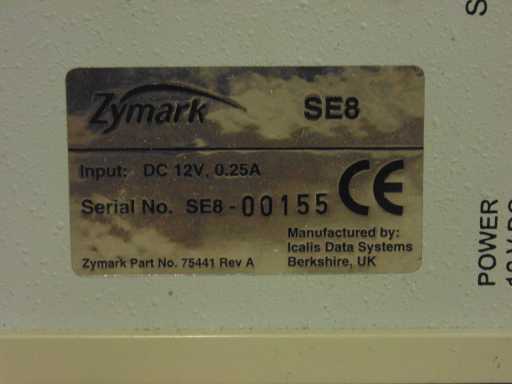 Zymark SE8
Input: DC 12V, 0.25A
CE
Serial No. SE8-00155
Manufactured by:
Icalis Data Systems
Berkshire, UK
Zymark Part No. 75441 Rev A
POWER